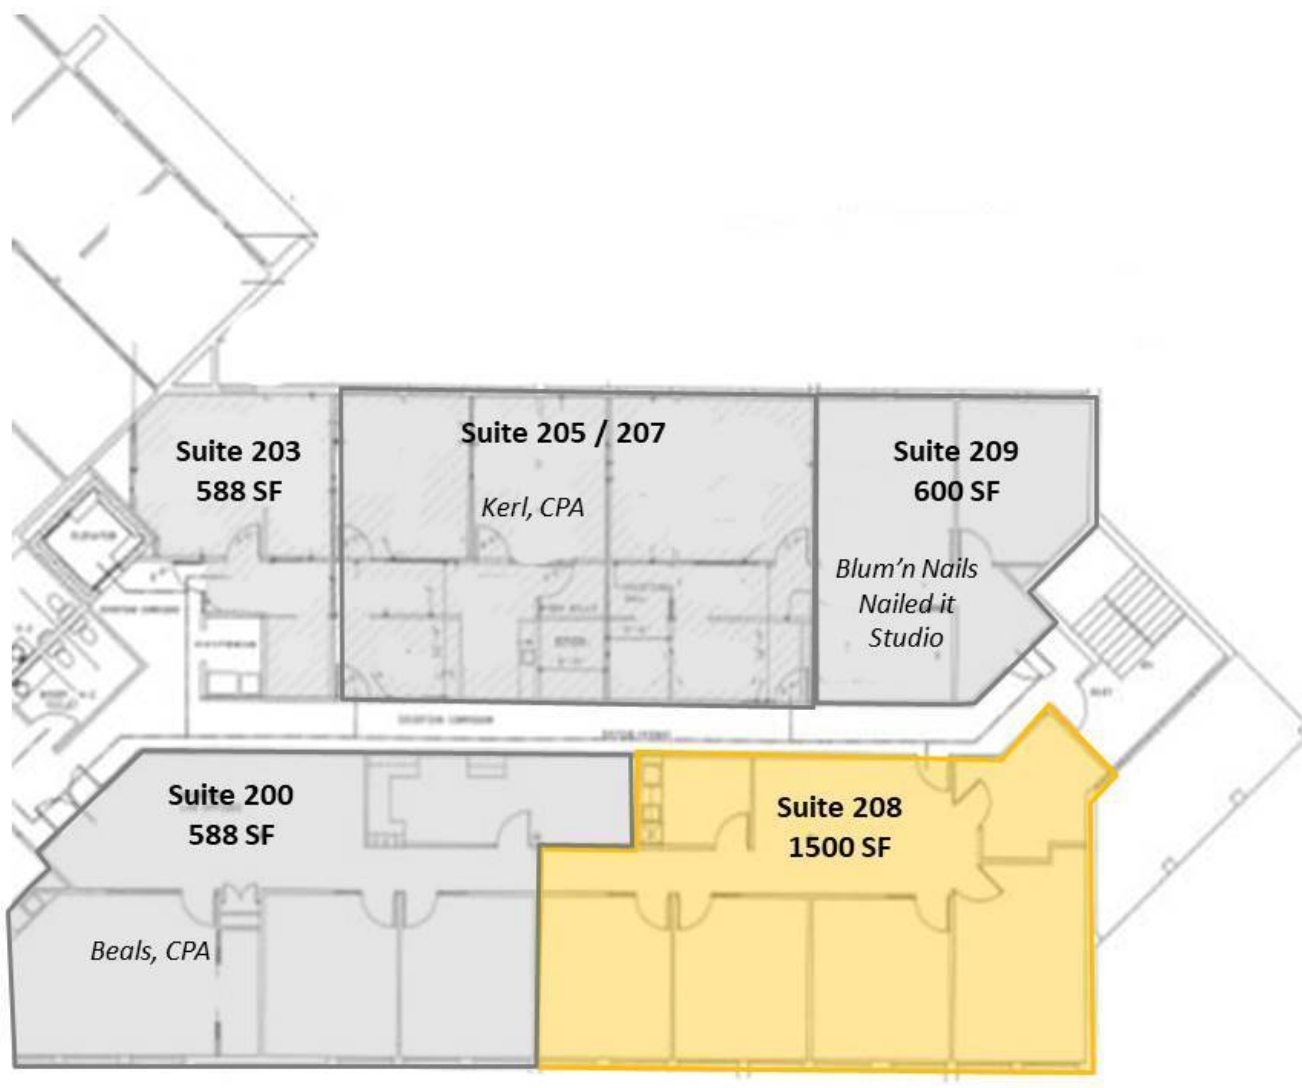 Suite 203
588 SF
Suite 205 / 207
Kerl, CPA
Suite 209
600 SF
Blum’n Nails
Nailed it
Studio
ELEVATOR
Suite 200
588 SF
Beals, CPA
Suite 208
1500 SF